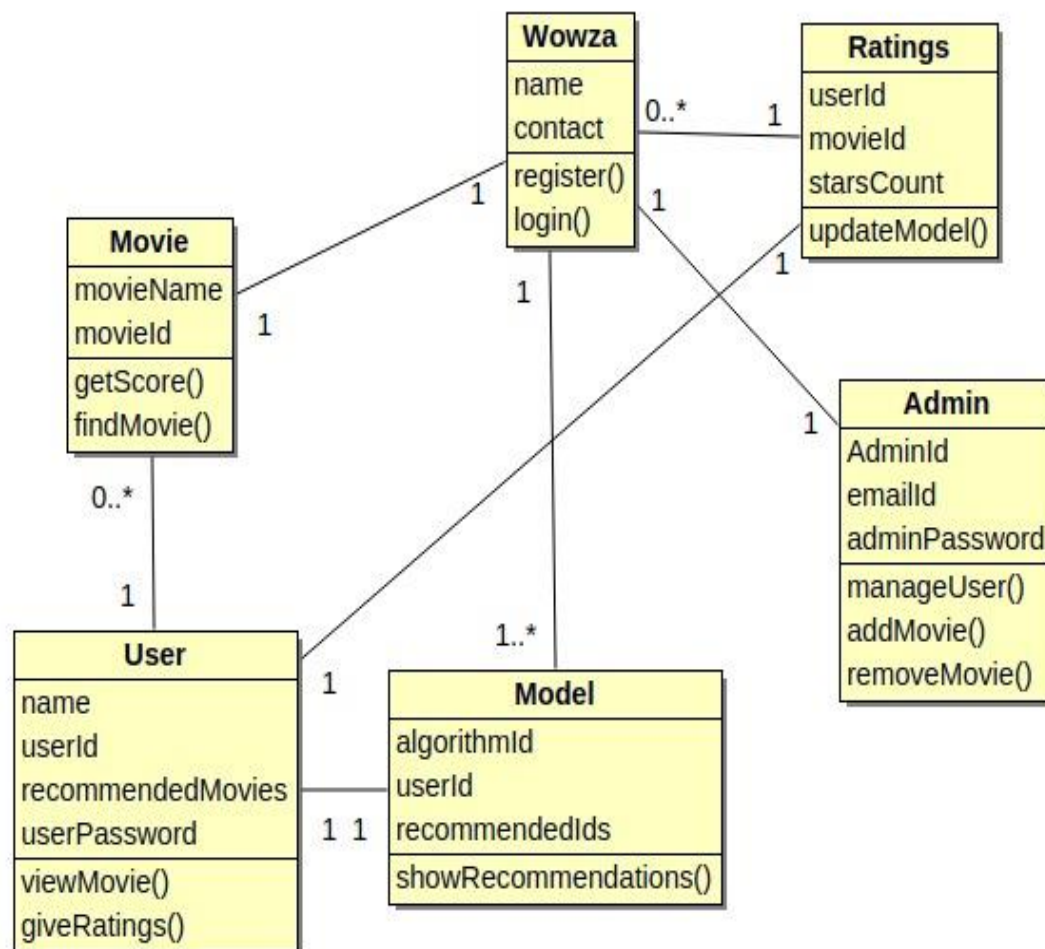 Wowza
name
contact
register()
login()
0..*
1
Ratings
userId
movieId
starsCount
updateModel()
1
1
1
1
1
Movie
movieName
movieId
getScore()
findMovie()
1
0..*
1
1
Admin
AdminId
emailId
adminPassword
manageUser()
addMovie()
removeMovie()
User
name
userId
recommendedMovies
userPassword
viewMovie()
giveRatings()
1
1 1
1..*
Model
algorithmId
userId
recommendedIds
showRecommendations()